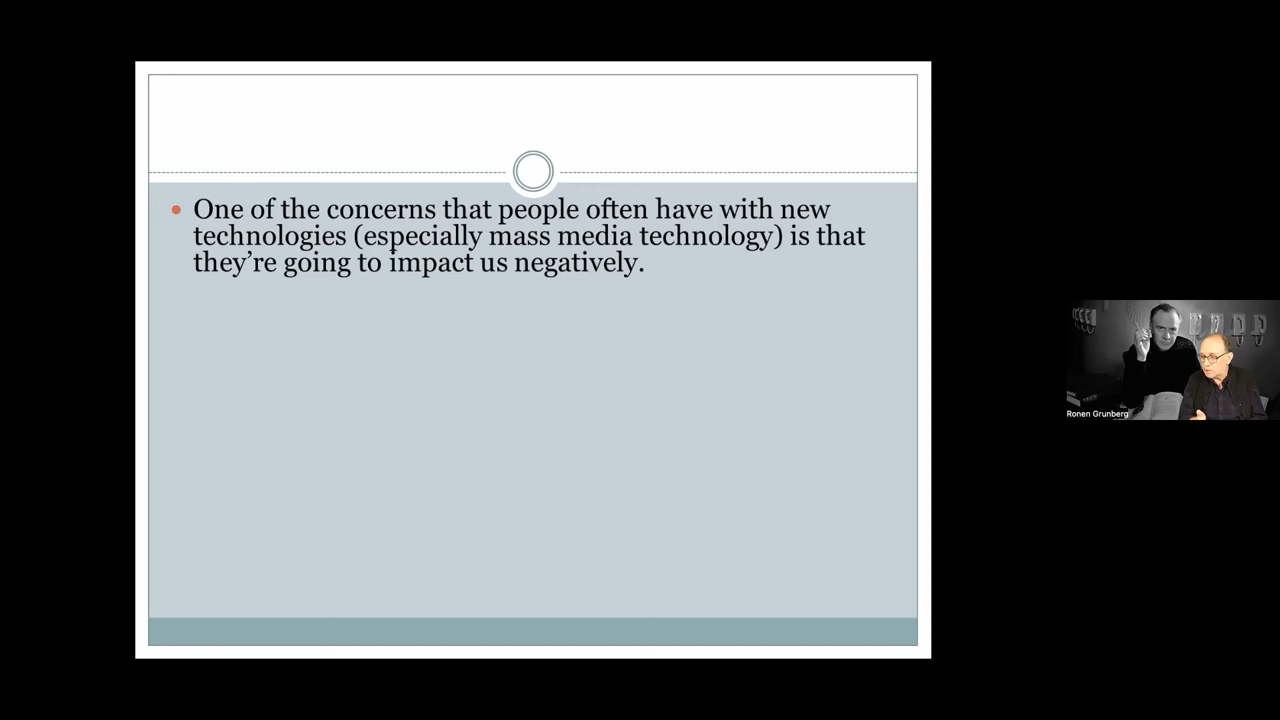 One of the concerns that people often have with new
technologies (especially mass media technology) is that
they’re going to impact us negatively.
Ronen Grunberg